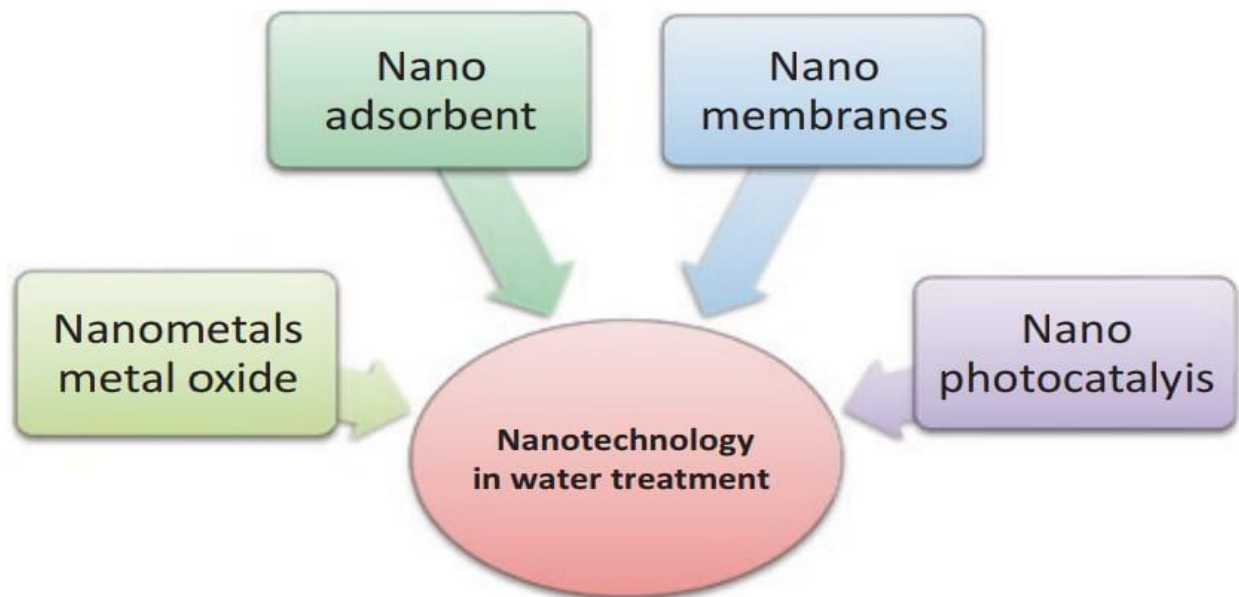 Nano
adsorbent
Nano
membranes
Nanometals
metal oxide
Nano
photocatalyis
Nanotechnology
in water treatment